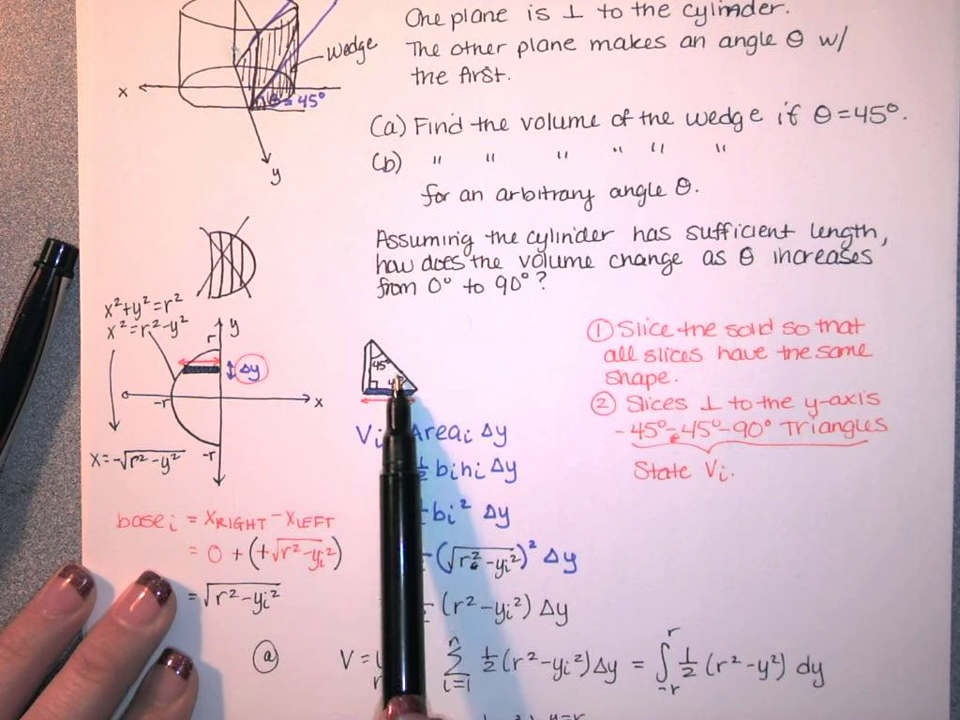 One plane is ⊥ to the cylinder.
The other plane makes an angle θ w/
the first.
wedge
x
θ = 45°
y
(a) Find the volume of the wedge if θ=45°.
(b) " " " " " "
for an arbitrary angle θ.
Assuming the cylinder has sufficient length,
how does the volume change as θ increases
from 0° to 90°?
x²+y²=r²
x²=r²-y²
r
y
Δy
-r
x
-r
x=-√r²-y²
45°
① Slice the solid so that
all slices have the same
shape.
② Slices ⊥ to the y-axis
- 45°-45°-90° Triangles
State Vi.
Vi Areai Δy
bihi Δy
bi² Δy
(√r²-yi²)² Δy
(r²-yi²) Δy
basei = XRIGHT - XLEFT
= 0 + (+√r²-yi²)
= √r²-yi²
(a)
V = n Σ i=1 ½(r²-yi²)Δy = r ∫ -r ½ (r²-y²) dy
y=r